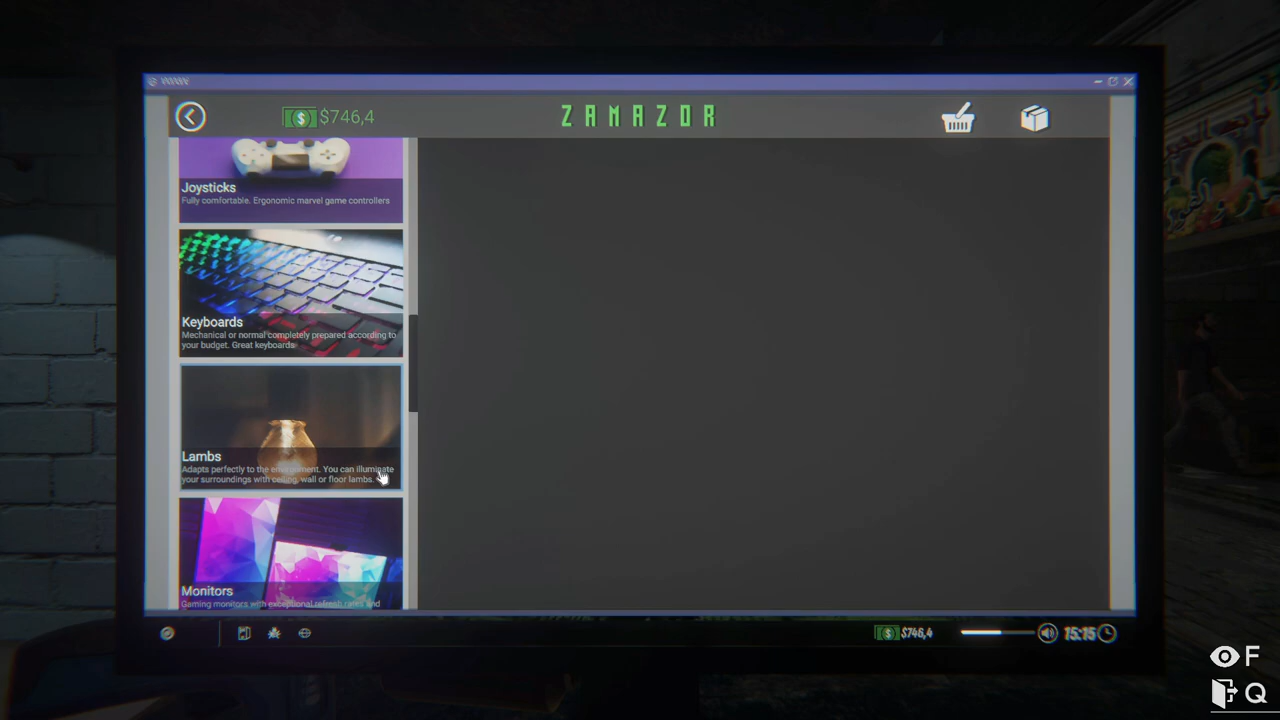 $746,4
ZAMAZOR
Joysticks
Fully comfortable. Ergonomic marvel game controllers
Keyboards
Mechanical or normal completely prepared according to
your budget. Great keyboards
Lambs
Adapts perfectly to the environment. You can illuminate
your surroundings with ceiling, wall or floor lambs.
Monitors
Gaming monitors with exceptional refresh rates and
$746,4
15:15
F
Q